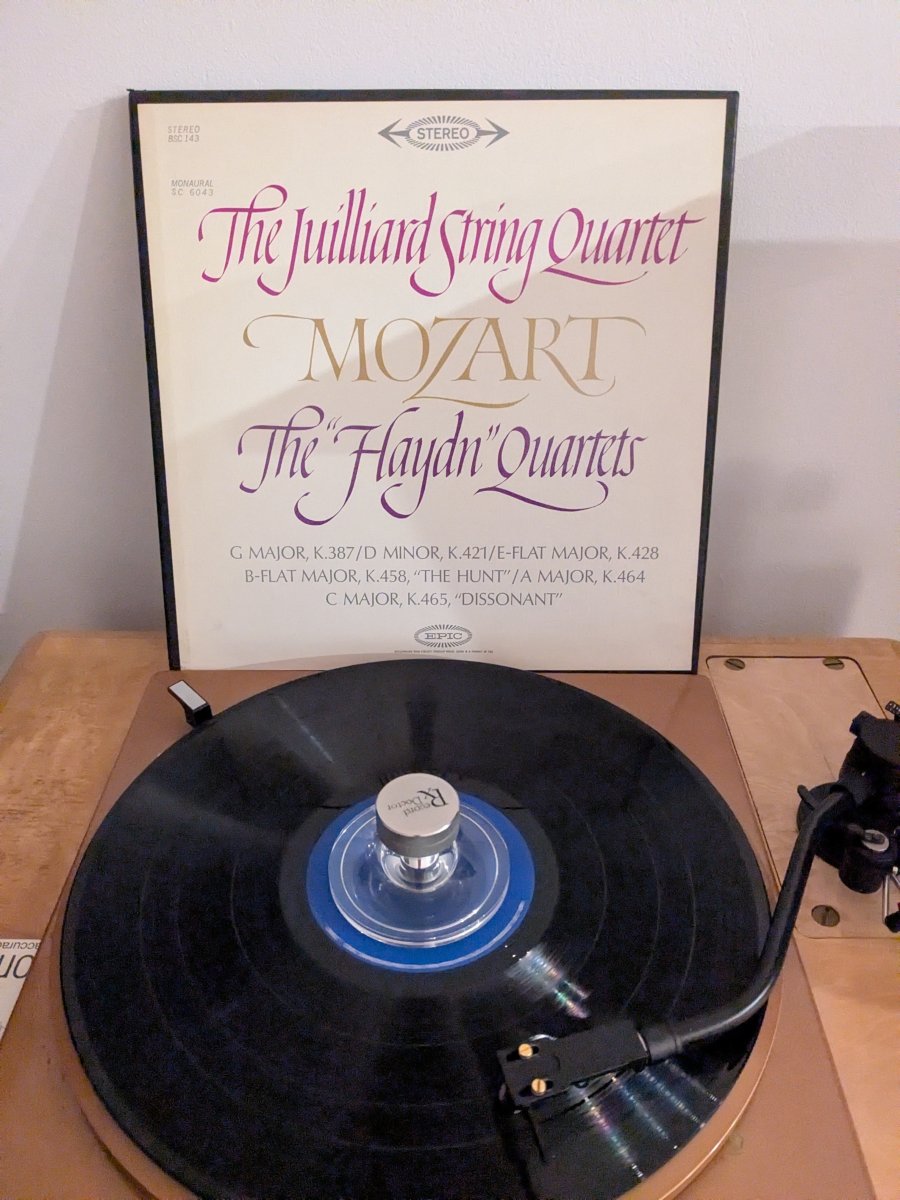 STEREO
BSC 143
STEREO
MONAURAL
SC 6043
The Juilliard String Quartet
MOZART
The "Haydn" Quartets
G MAJOR, K.387/D MINOR, K.421/E-FLAT MAJOR, K.428
B-FLAT MAJOR, K.458, "THE HUNT"/A MAJOR, K.464
C MAJOR, K.465, "DISSONANT"
EPIC
Record
Doctor